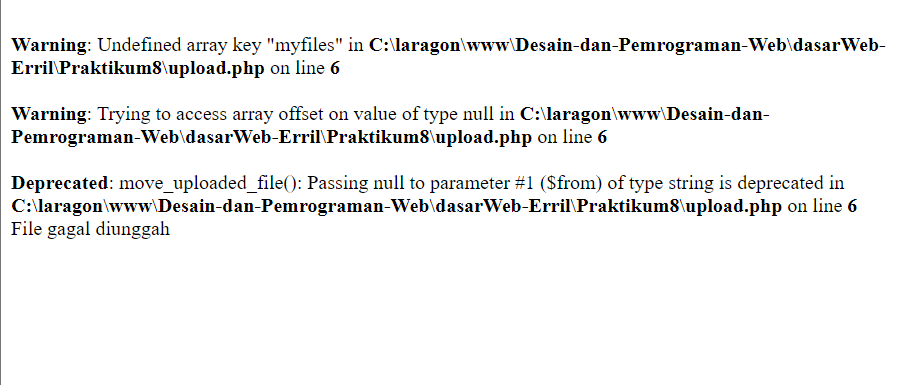 Warning: Undefined array key "myfiles" in C:\laragon\www\Desain-dan-Pemrograman-Web\dasarWeb-
Erril\Praktikum8\upload.php on line 6
Warning: Trying to access array offset on value of type null in C:\laragon\www\Desain-dan-
Pemrograman-Web\dasarWeb-Erril\Praktikum8\upload.php on line 6
Deprecated: move_uploaded_file(): Passing null to parameter #1 ($from) of type string is deprecated in
C:\laragon\www\Desain-dan-Pemrograman-Web\dasarWeb-Erril\Praktikum8\upload.php on line 6
File gagal diunggah